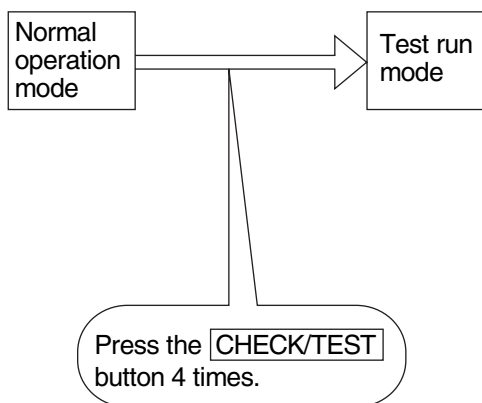 Normal
operation
mode
Test run
mode
Press the CHECK/TEST
button 4 times.